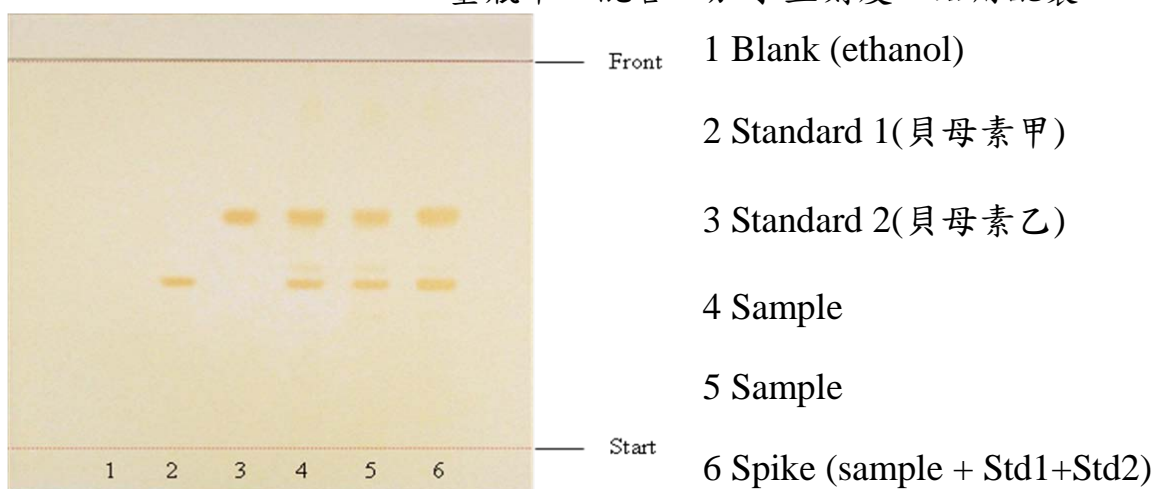 Front
1 Blank (ethanol)
2 Standard 1(貝母素甲)
3 Standard 2(貝母素乙)
4 Sample
5 Sample
Start
1 2 3 4 5 6
6 Spike (sample + Std1+Std2)